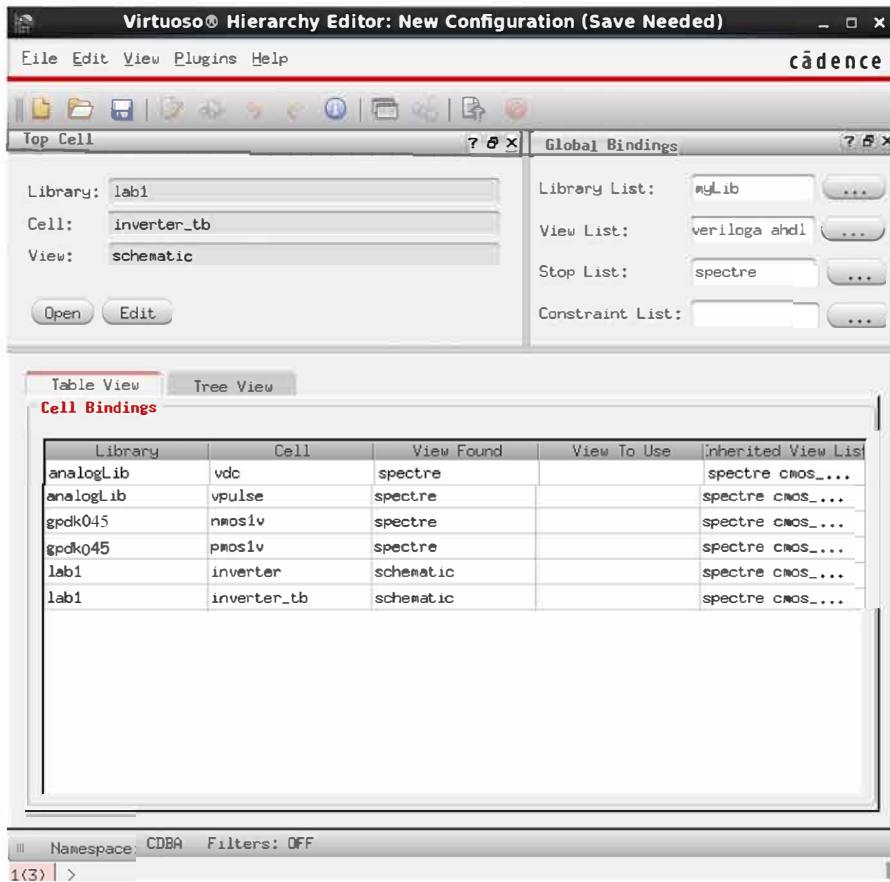 Virtuoso® Hierarchy Editor: New Configuration (Save Needed)
File Edit View Plugins Help
cādence
Top Cell
Library: lab1
Cell: inverter_tb
View: schematic
Open Edit
Global Bindings
Library List: myLib ...
View List: veriloga ahdl ...
Stop List: spectre ...
Constraint List: ...
Table View Tree View
Cell Bindings
Library Cell View Found View To Use Inherited View List
analogLib vdc spectre spectre cmos_...
analogLib vpulse spectre spectre cmos_...
gpdk045 nmos1v spectre spectre cmos_...
gpdk045 pmos1v spectre spectre cmos_...
lab1 inverter schematic spectre cmos_...
lab1 inverter_tb schematic spectre cmos_...
Namespace: CDBA Filters: OFF
1(3) >